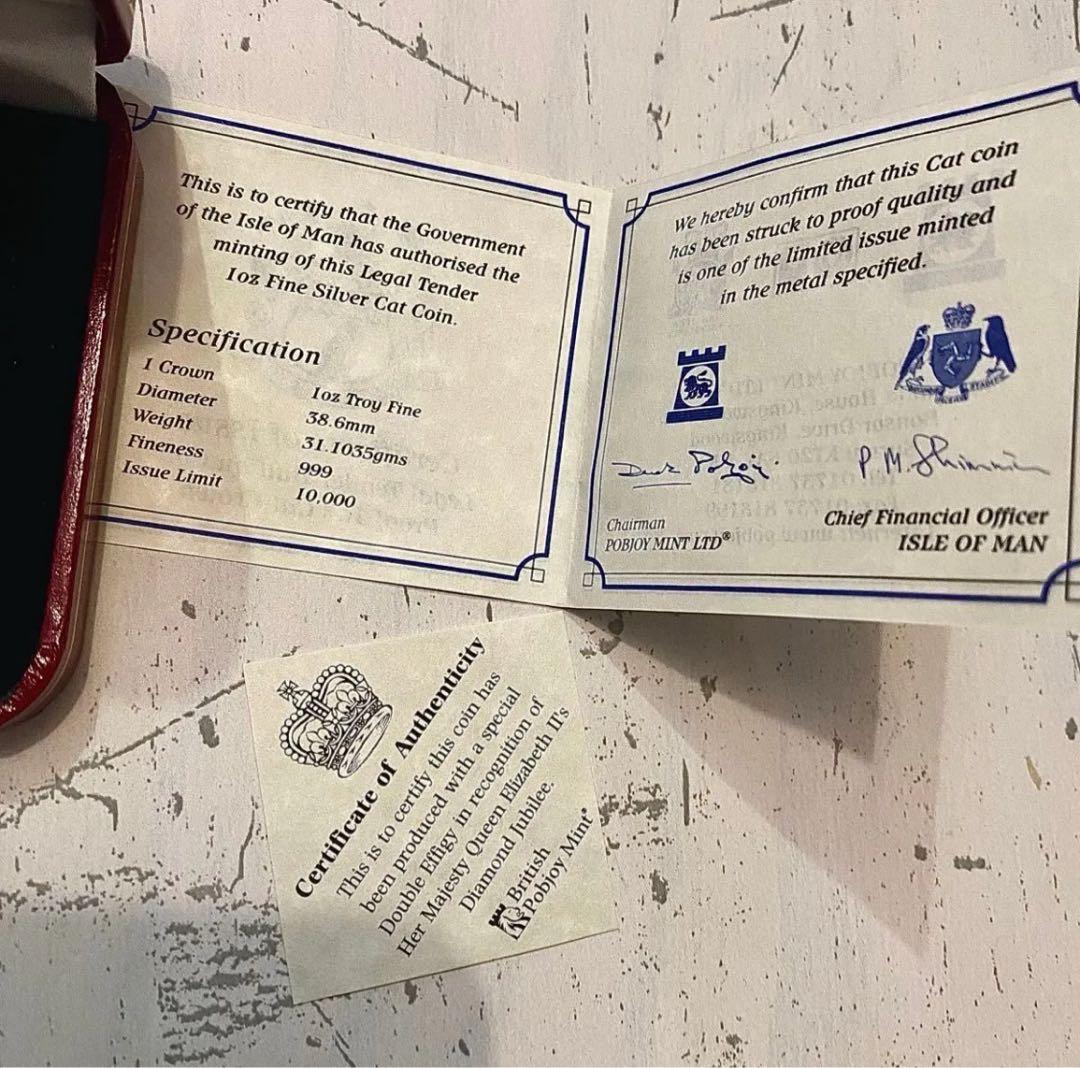 This is to certify that the Government
of the Isle of Man has authorised the
minting of this Legal Tender
1oz Fine Silver Cat Coin.
Specification
1 Crown 1oz Troy Fine
Diameter 38.6mm
Weight 31.1035gms
Fineness 999
Issue Limit 10,000
We hereby confirm that this Cat coin
has been struck to proof quality and
is one of the limited issue minted
in the metal specified.
P. M. Shimmin
Chairman
POBJOY MINT LTD®
Chief Financial Officer
ISLE OF MAN
Certificate of Authenticity
This is to certify this coin has
been produced with a special
Double Effigy in recognition of
Her Majesty Queen Elizabeth II's
Diamond Jubilee.
British
Pobjoy Mint®